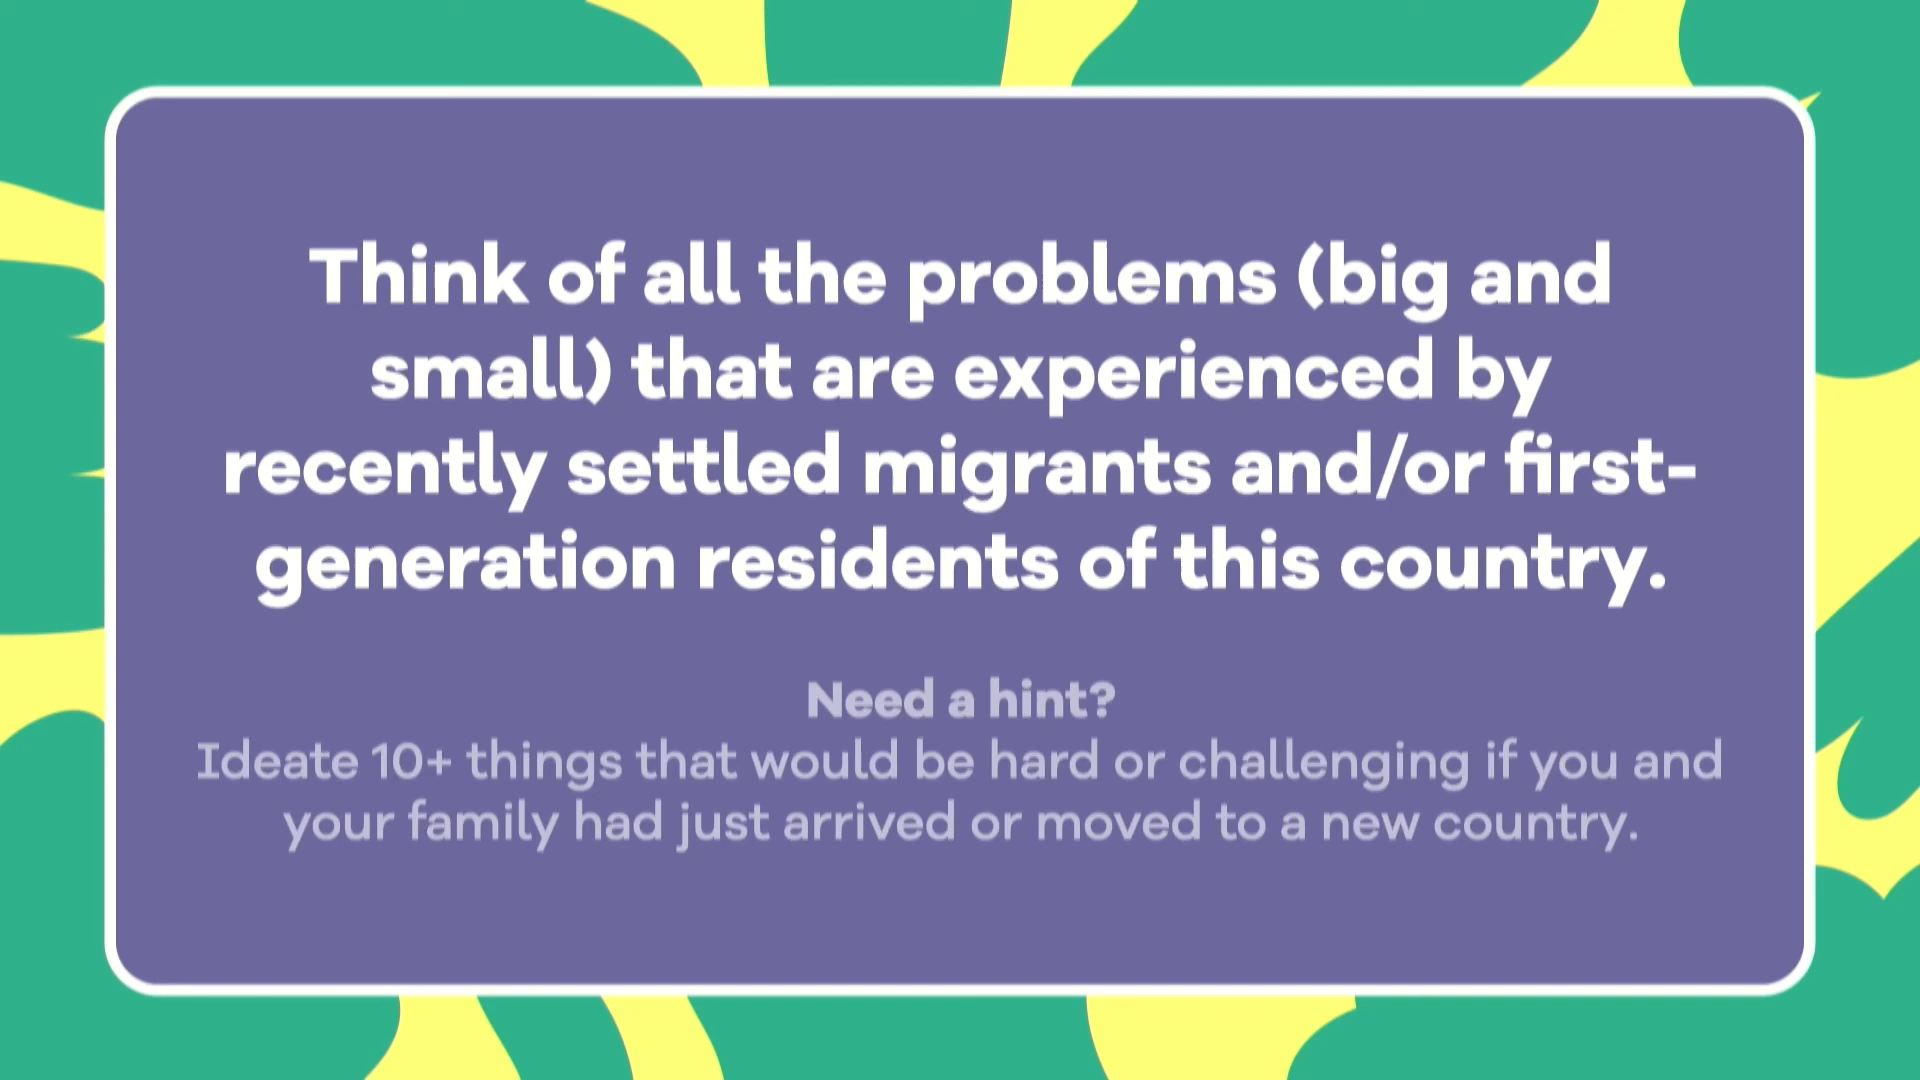 Think of all the problems (big and
small) that are experienced by
recently settled migrants and/or first-
generation residents of this country.
Need a hint?
Ideate 10+ things that would be hard or challenging if you and
your family had just arrived or moved to a new country.